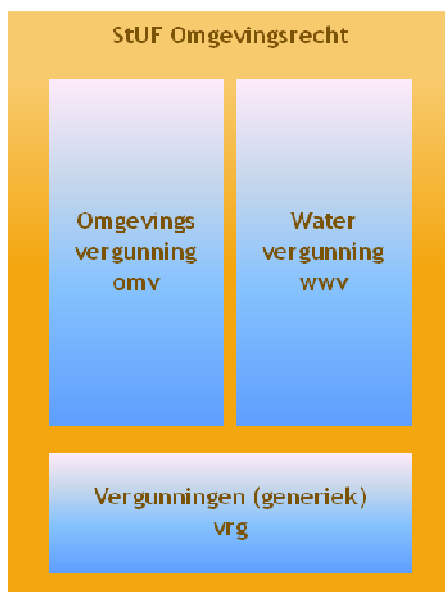 StUF Omgevingsrecht
Omgevings
vergunning
omv
Water
vergunning
wwv
Vergunningen (generiek)
vrg